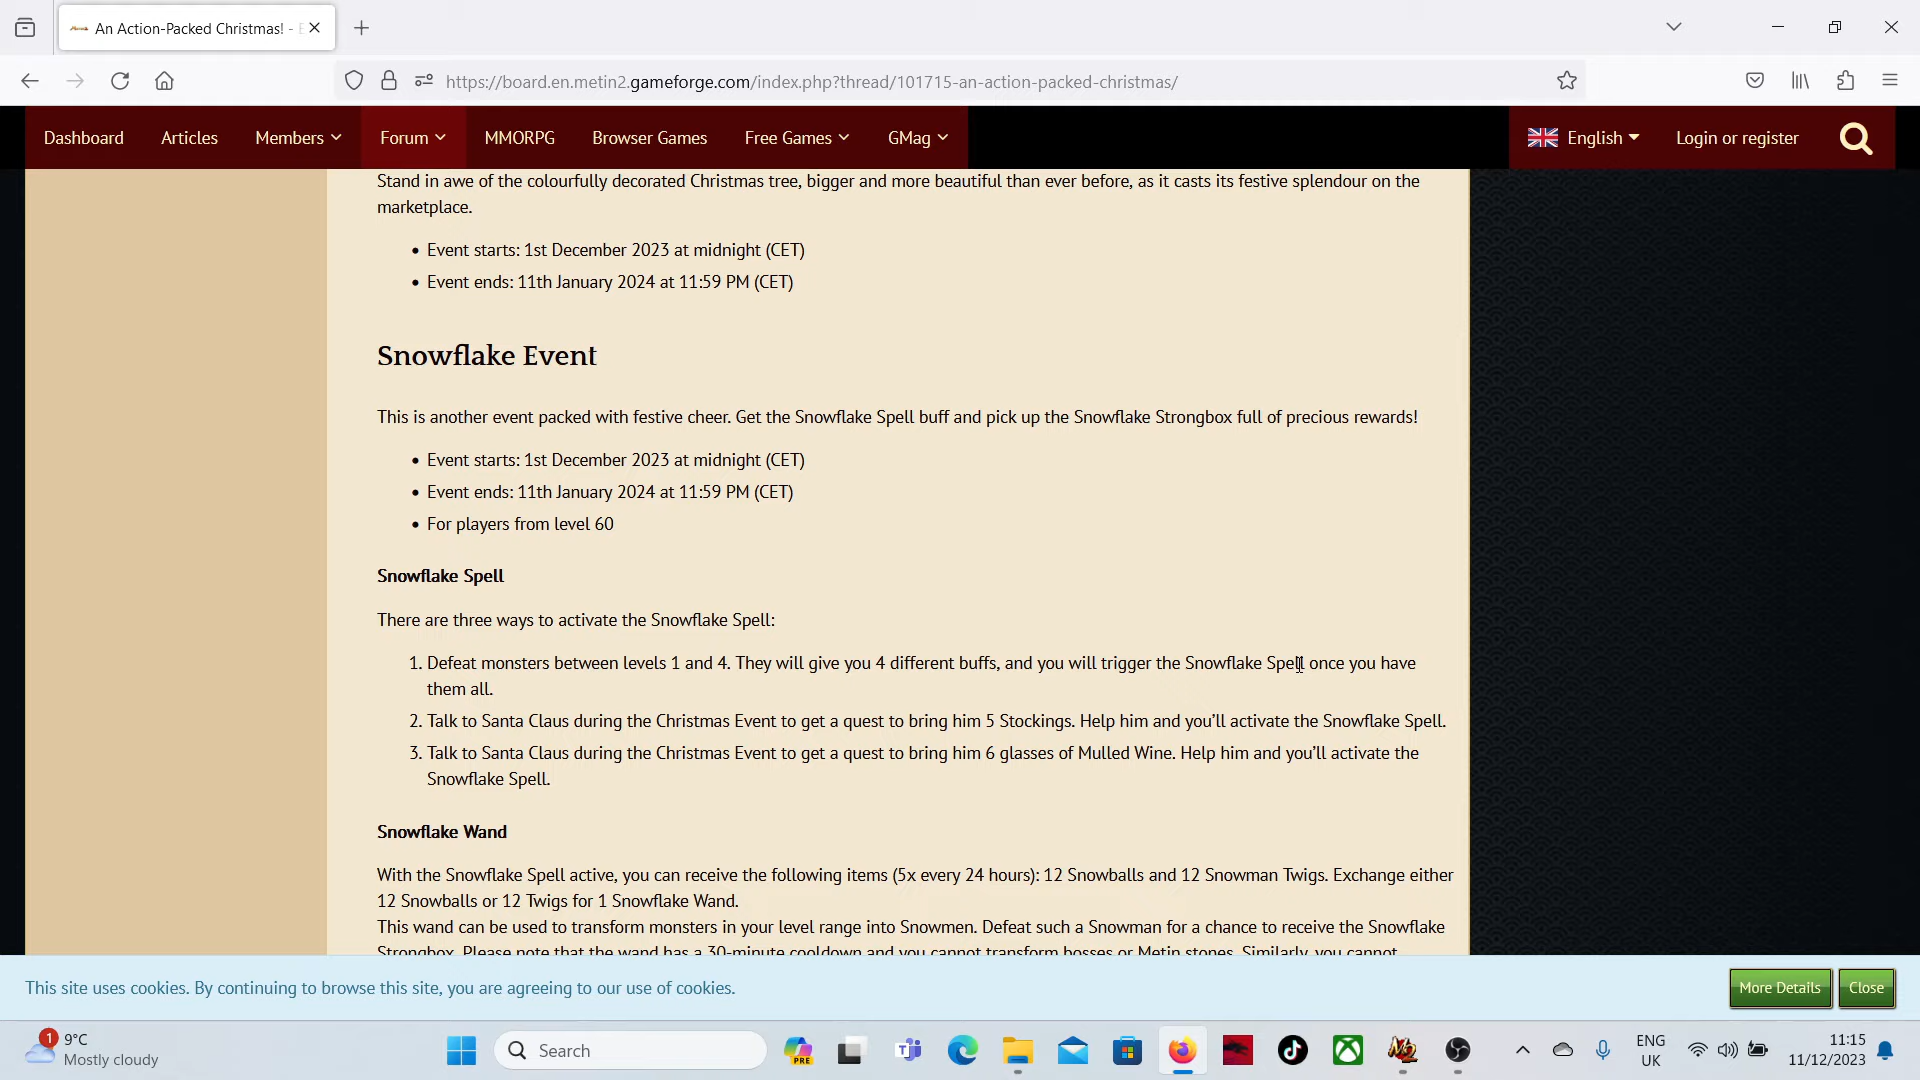 An Action-Packed Christmas! -
https://board.en.metin2.gameforge.com/index.php?thread/101715-an-action-packed-christmas/
Dashboard Articles Members Forum MMORPG Browser Games Free Games GMag English Login or register
Stand in awe of the colourfully decorated Christmas tree, bigger and more beautiful than ever before, as it casts its festive splendour on the
marketplace.
• Event starts: 1st December 2023 at midnight (CET)
• Event ends: 11th January 2024 at 11:59 PM (CET)
Snowflake Event
This is another event packed with festive cheer. Get the Snowflake Spell buff and pick up the Snowflake Strongbox full of precious rewards!
• Event starts: 1st December 2023 at midnight (CET)
• Event ends: 11th January 2024 at 11:59 PM (CET)
• For players from level 60
Snowflake Spell
There are three ways to activate the Snowflake Spell:
1. Defeat monsters between levels 1 and 4. They will give you 4 different buffs, and you will trigger the Snowflake Spell once you have
them all.
2. Talk to Santa Claus during the Christmas Event to get a quest to bring him 5 Stockings. Help him and you’ll activate the Snowflake Spell.
3. Talk to Santa Claus during the Christmas Event to get a quest to bring him 6 glasses of Mulled Wine. Help him and you’ll activate the
Snowflake Spell.
Snowflake Wand
With the Snowflake Spell active, you can receive the following items (5x every 24 hours): 12 Snowballs and 12 Snowman Twigs. Exchange either
12 Snowballs or 12 Twigs for 1 Snowflake Wand.
This wand can be used to transform monsters in your level range into Snowmen. Defeat such a Snowman for a chance to receive the Snowflake
Strongbox. Please note that the wand has a 30-minute cooldown and you cannot transform bosses or Metin stones. Similarly, you cannot
This site uses cookies. By continuing to browse this site, you are agreeing to our use of cookies. More Details Close
1 9°C
Mostly cloudy
Search
PRE
M2
ENG
UK
11:15
11/12/2023